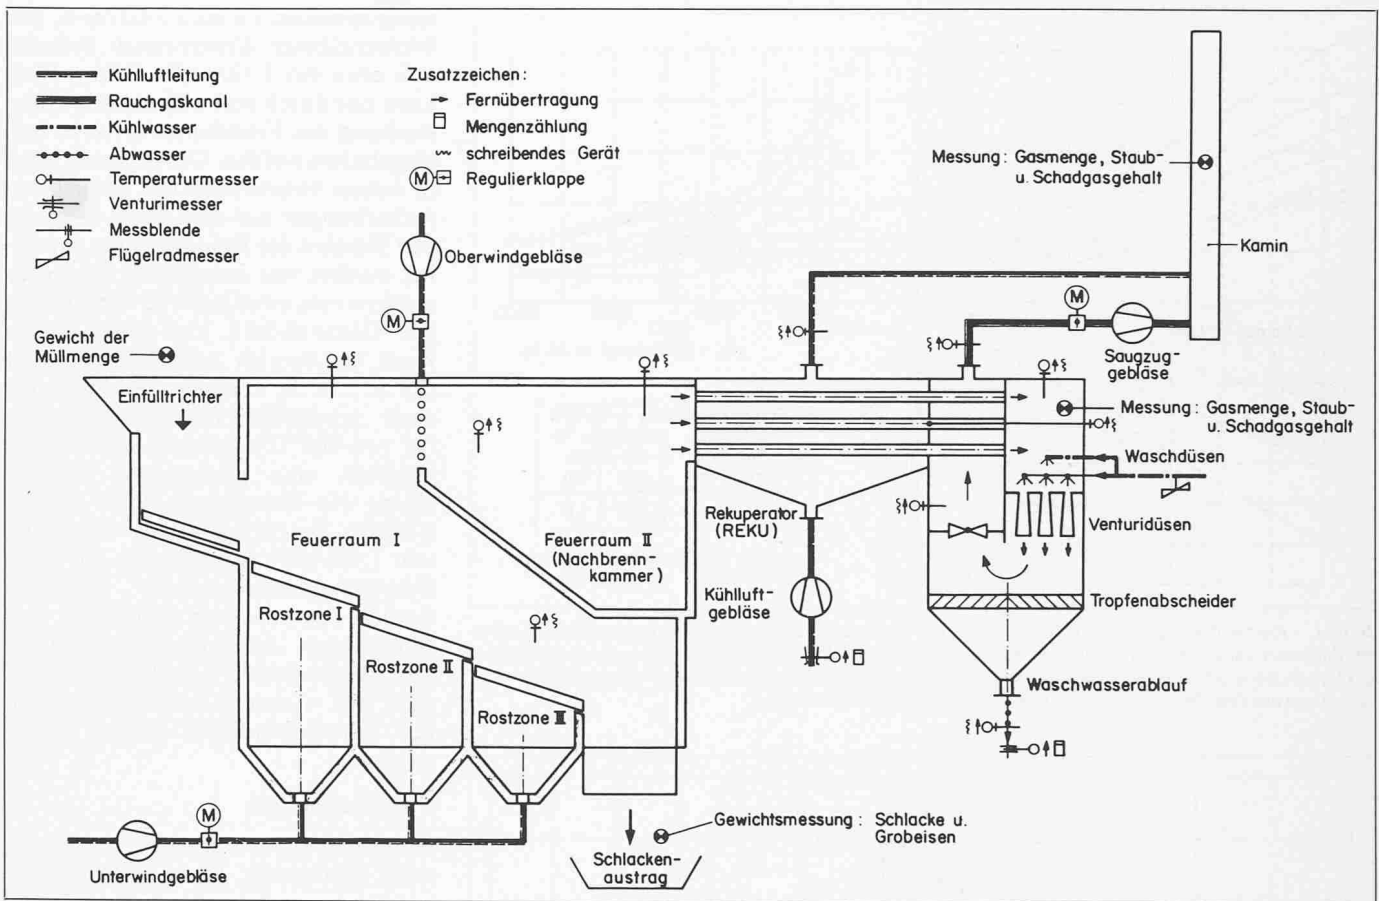 Kühlluftleitung
Rauchgaskanal
Kühlwasser
Abwasser
Temperaturmesser
Venturimesser
Messblende
Flügelradmesser
Zusatzzeichen:
Fernübertragung
Mengenzählung
schreibendes Gerät
M Regulierklappe
Oberwindgebläse
M
Messung: Gasmenge, Staub-
u. Schadgasgehalt
Kamin
M
Saugzug-
gebläse
Gewicht der
Müllmenge
Einfülltrichter
Messung: Gasmenge, Staub-
u. Schadgasgehalt
Waschdüsen
Venturidüsen
Rekuperator
(REKU)
Feuerraum I
Feuerraum II
(Nachbrenn-
kammer)
Kühlluft-
gebläse
Tropfenabscheider
Rostzone I
Rostzone II
Rostzone III
Waschwasserablauf
M
Unterwindgebläse
Gewichtsmessung: Schlacke u.
Grobeisen
Schlacken-
austrag